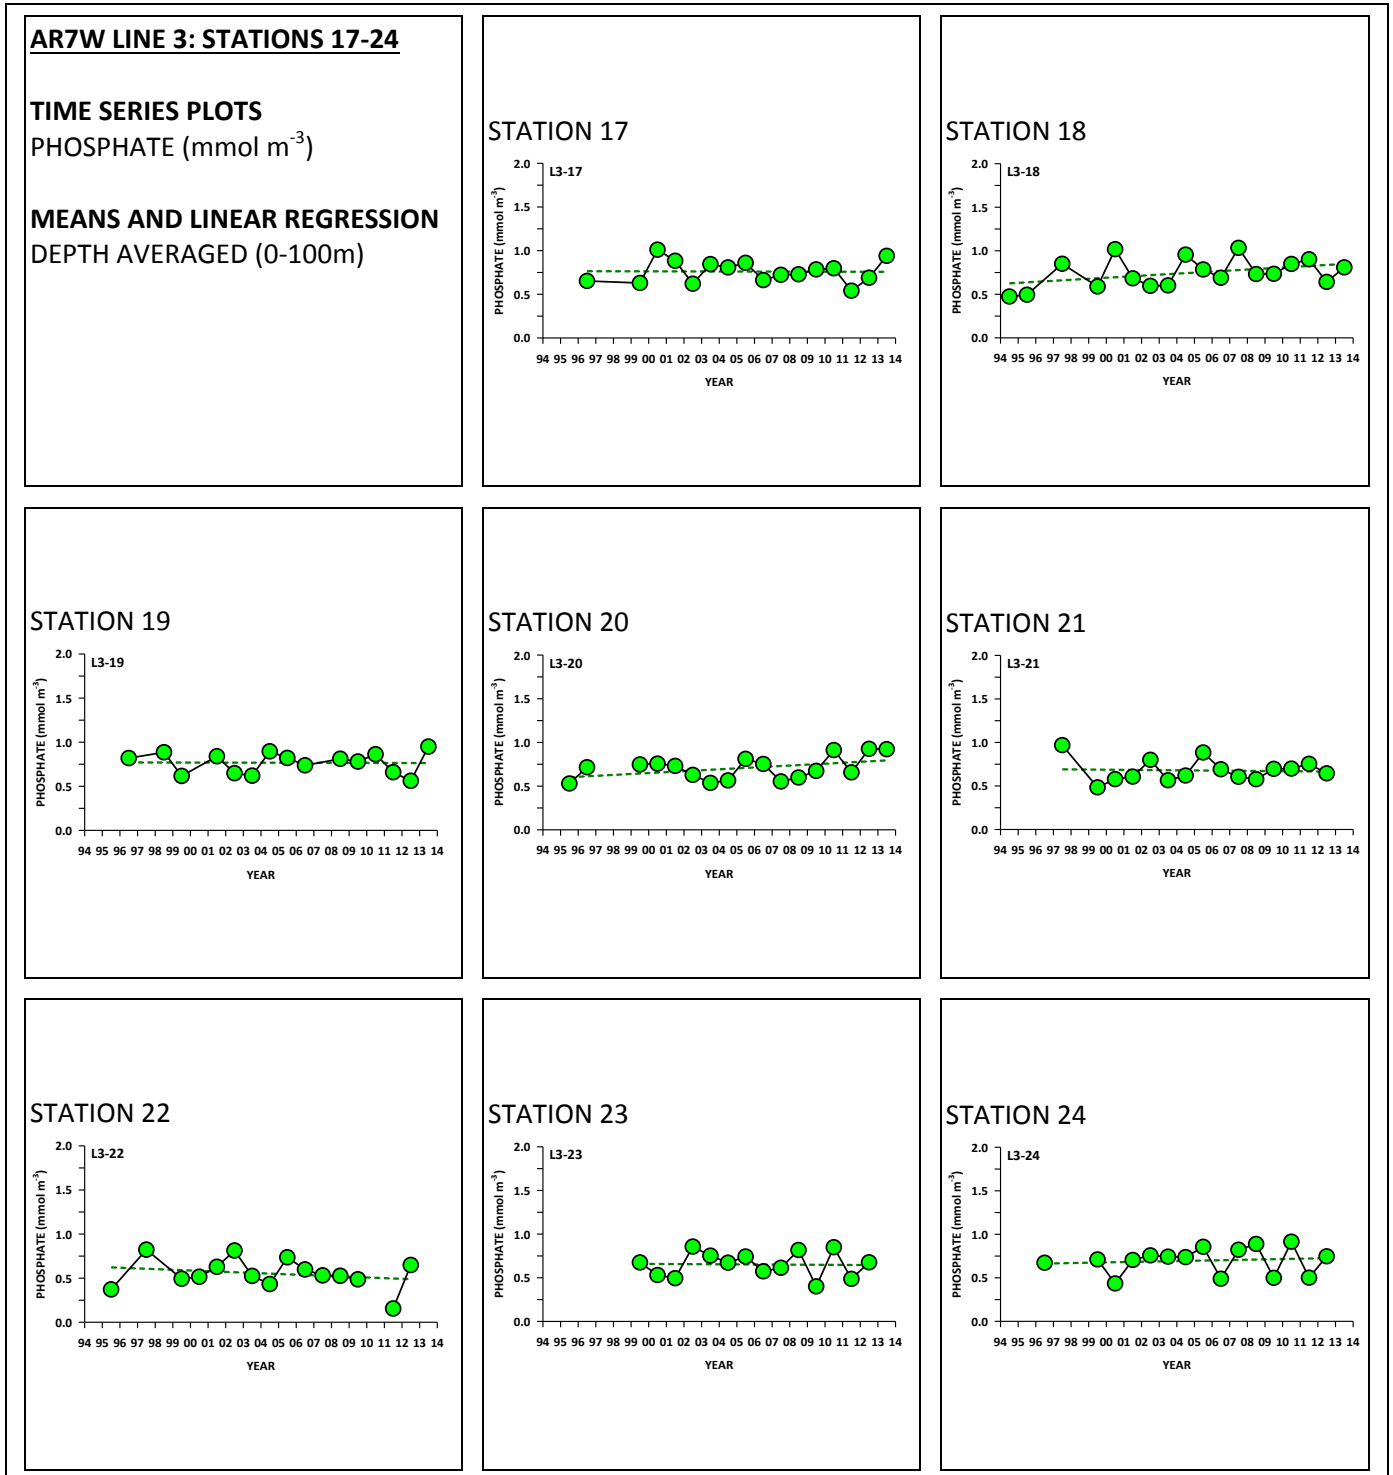 AR7W LINE 3: STATIONS 17-24
TIME SERIES PLOTS
PHOSPHATE (mmol m⁻³)
MEANS AND LINEAR REGRESSION
DEPTH AVERAGED (0-100m)
STATION 17
L3-17
PHOSPHATE (mmol m⁻³)
2.0
1.5
1.0
0.5
0.0
94 95 96 97 98 99 00 01 02 03 04 05 06 07 08 09 10 11 12 13 14
YEAR
STATION 18
L3-18
PHOSPHATE (mmol m⁻³)
2.0
1.5
1.0
0.5
0.0
94 95 96 97 98 99 00 01 02 03 04 05 06 07 08 09 10 11 12 13 14
YEAR
STATION 19
L3-19
PHOSPHATE (mmol m⁻³)
2.0
1.5
1.0
0.5
0.0
94 95 96 97 98 99 00 01 02 03 04 05 06 07 08 09 10 11 12 13 14
YEAR
STATION 20
L3-20
PHOSPHATE (mmol m⁻³)
2.0
1.5
1.0
0.5
0.0
94 95 96 97 98 99 00 01 02 03 04 05 06 07 08 09 10 11 12 13 14
YEAR
STATION 21
L3-21
PHOSPHATE (mmol m⁻³)
2.0
1.5
1.0
0.5
0.0
94 95 96 97 98 99 00 01 02 03 04 05 06 07 08 09 10 11 12 13 14
YEAR
STATION 22
L3-22
PHOSPHATE (mmol m⁻³)
2.0
1.5
1.0
0.5
0.0
94 95 96 97 98 99 00 01 02 03 04 05 06 07 08 09 10 11 12 13 14
YEAR
STATION 23
L3-23
PHOSPHATE (mmol m⁻³)
2.0
1.5
1.0
0.5
0.0
94 95 96 97 98 99 00 01 02 03 04 05 06 07 08 09 10 11 12 13 14
YEAR
STATION 24
L3-24
PHOSPHATE (mmol m⁻³)
2.0
1.5
1.0
0.5
0.0
94 95 96 97 98 99 00 01 02 03 04 05 06 07 08 09 10 11 12 13 14
YEAR